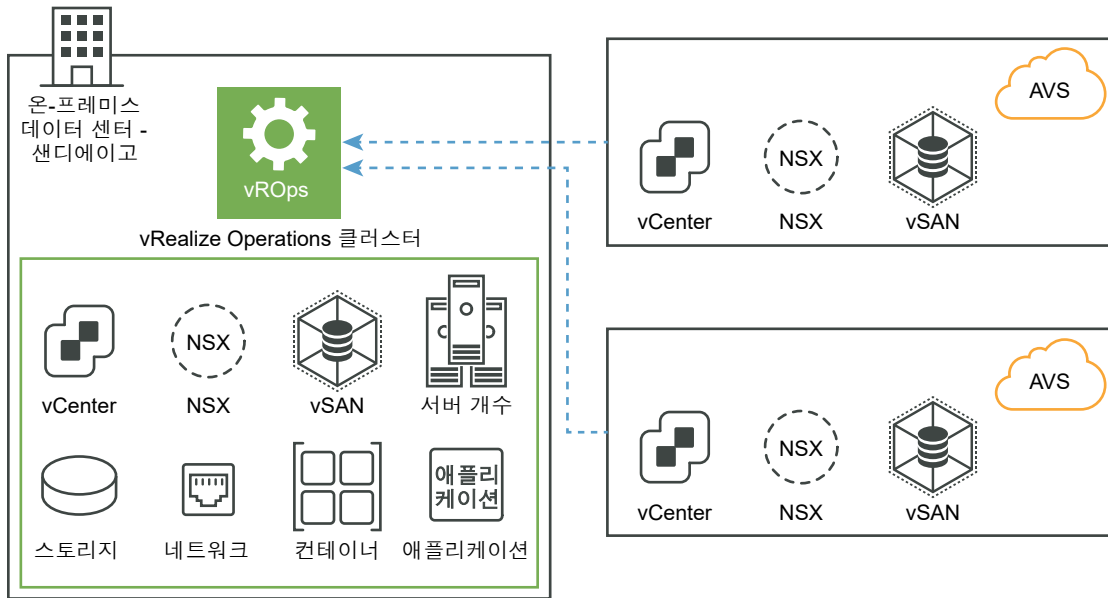 온-프레미스
데이터 센터 -
샌디에이고
vROps
vRealize Operations 클러스터
NSX
vCenter
NSX
vSAN
서버 개수
애플리
케이션
스토리지
네트워크
컨테이너
애플리케이션
AVS
NSX
vCenter
NSX
vSAN
AVS
NSX
vCenter
NSX
vSAN